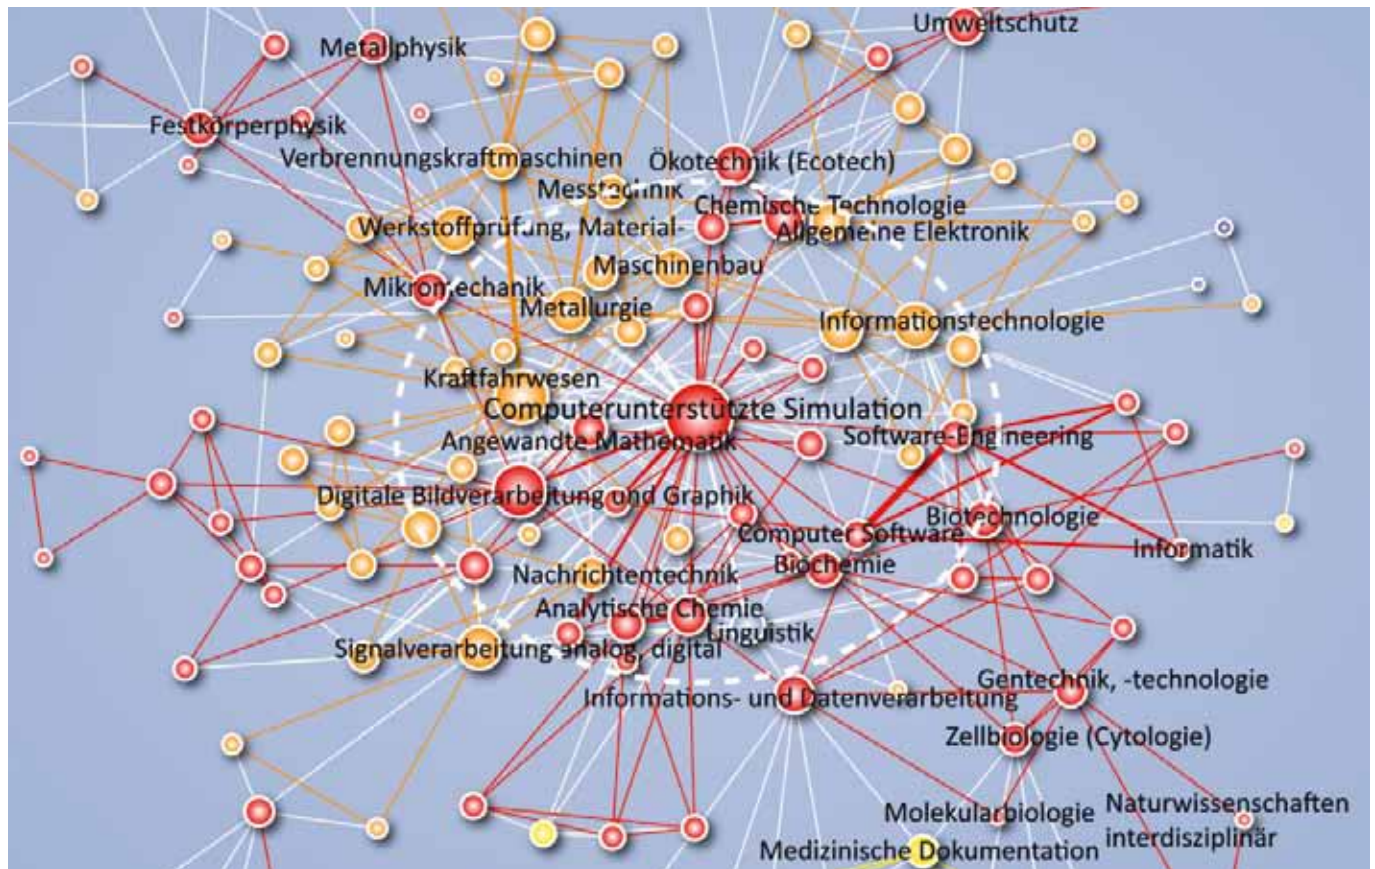 Umweltschutz
Metallphysik
Festkörperphysik
Verbrennungskraftmaschinen
Ökotechnik (Ecotech)
Messtechnik
Chemische Technologie
Werkstoffprüfung, Material-
Allgemeine Elektronik
Maschinenbau
Mikromechanik
Metallurgie
Informationstechnologie
Kraftfahrwesen
Computerunterstützte Simulation
Angewandte Mathematik
Software-Engineering
Digitale Bildverarbeitung und Graphik
Biotechnologie
Computer Software
Informatik
Biochemie
Nachrichtentechnik
Analytische Chemie
Linguistik
Signalverarbeitung analog, digital
Gentechnik, -technologie
Informations- und Datenverarbeitung
Zellbiologie (Cytologie)
Molekularbiologie
Naturwissenschaften
interdisziplinär
Medizinische Dokumentation